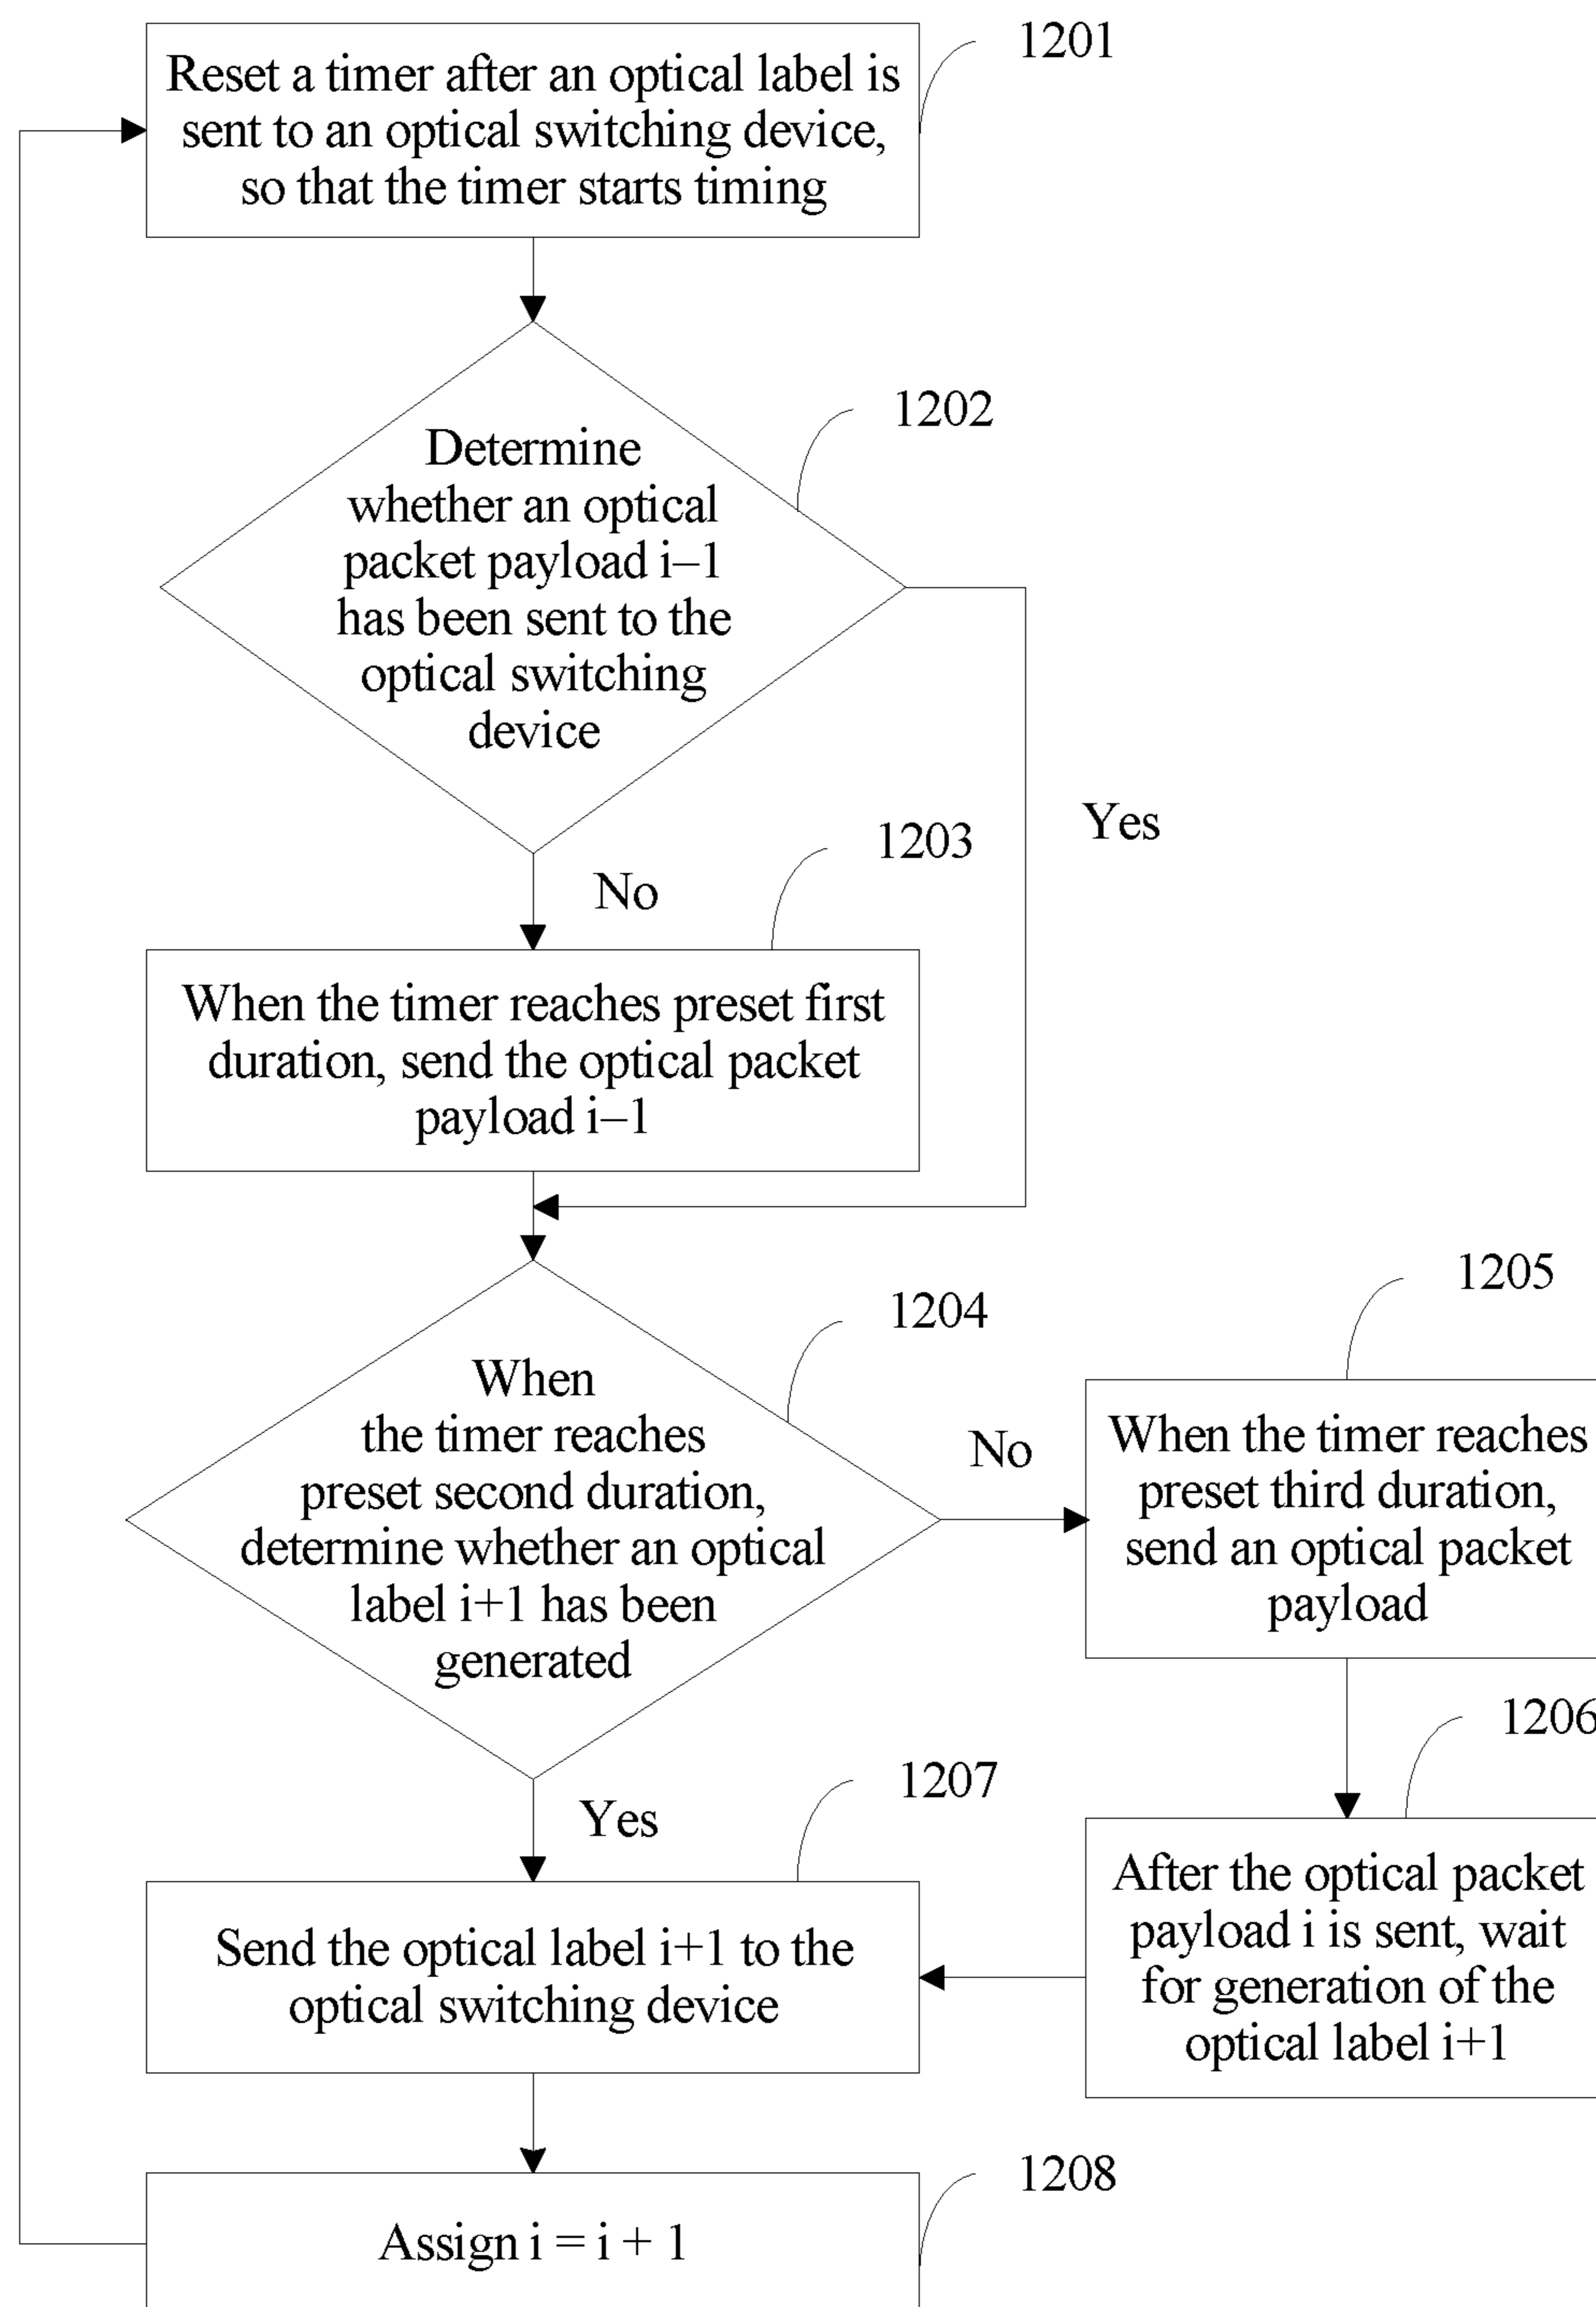 1201
Reset a timer after an optical label is
sent to an optical switching device,
so that the timer starts timing
1202
Determine
whether an optical
packet payload i–1
has been sent to the
optical switching
device
Yes
No
1203
When the timer reaches preset first
duration, send the optical packet
payload i–1
1204
When
the timer reaches
preset second duration,
determine whether an optical
label i+1 has been
generated
No
1205
When the timer reaches
preset third duration,
send an optical packet
payload
1206
After the optical packet
payload i is sent, wait
for generation of the
optical label i+1
Yes
1207
Send the optical label i+1 to the
optical switching device
1208
Assign i = i + 1